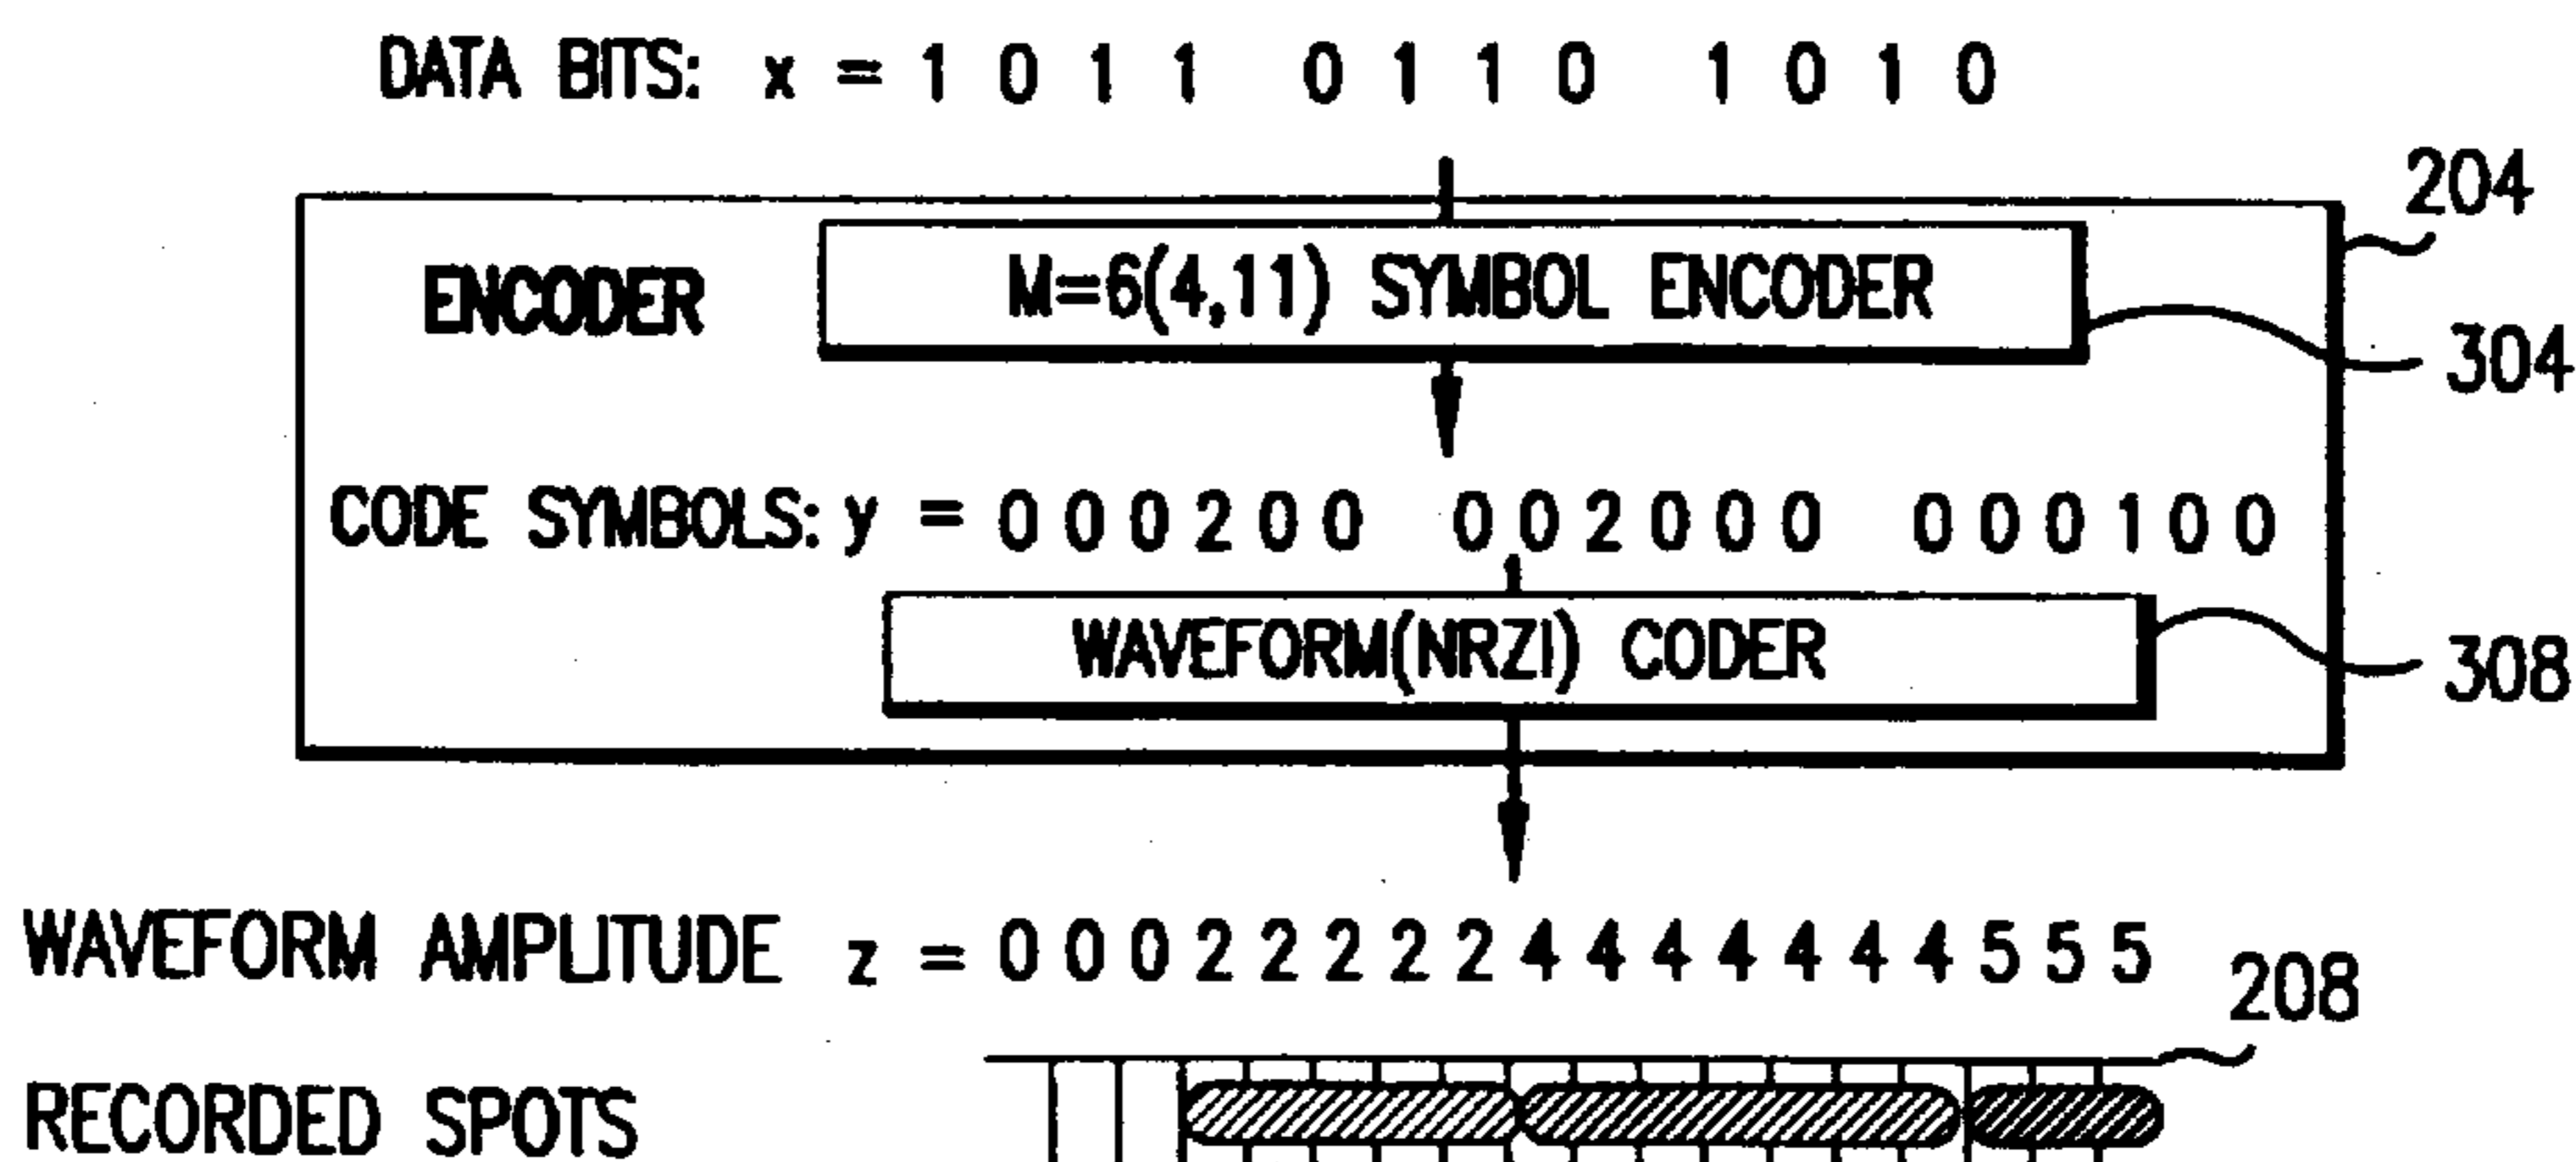 DATA BITS: x = 1 0 1 1 0 1 1 0 1 0 1 0
204
ENCODER
M=6(4,11) SYMBOL ENCODER
304
CODE SYMBOLS: y = 0 0 0 2 0 0 0 0 2 0 0 0 0 0 0 1 0 0
WAVEFORM(NRZI) CODER
308
WAVEFORM AMPLITUDE z = 0 0 0 2 2 2 2 2 4 4 4 4 4 4 4 5 5 5
208
RECORDED SPOTS